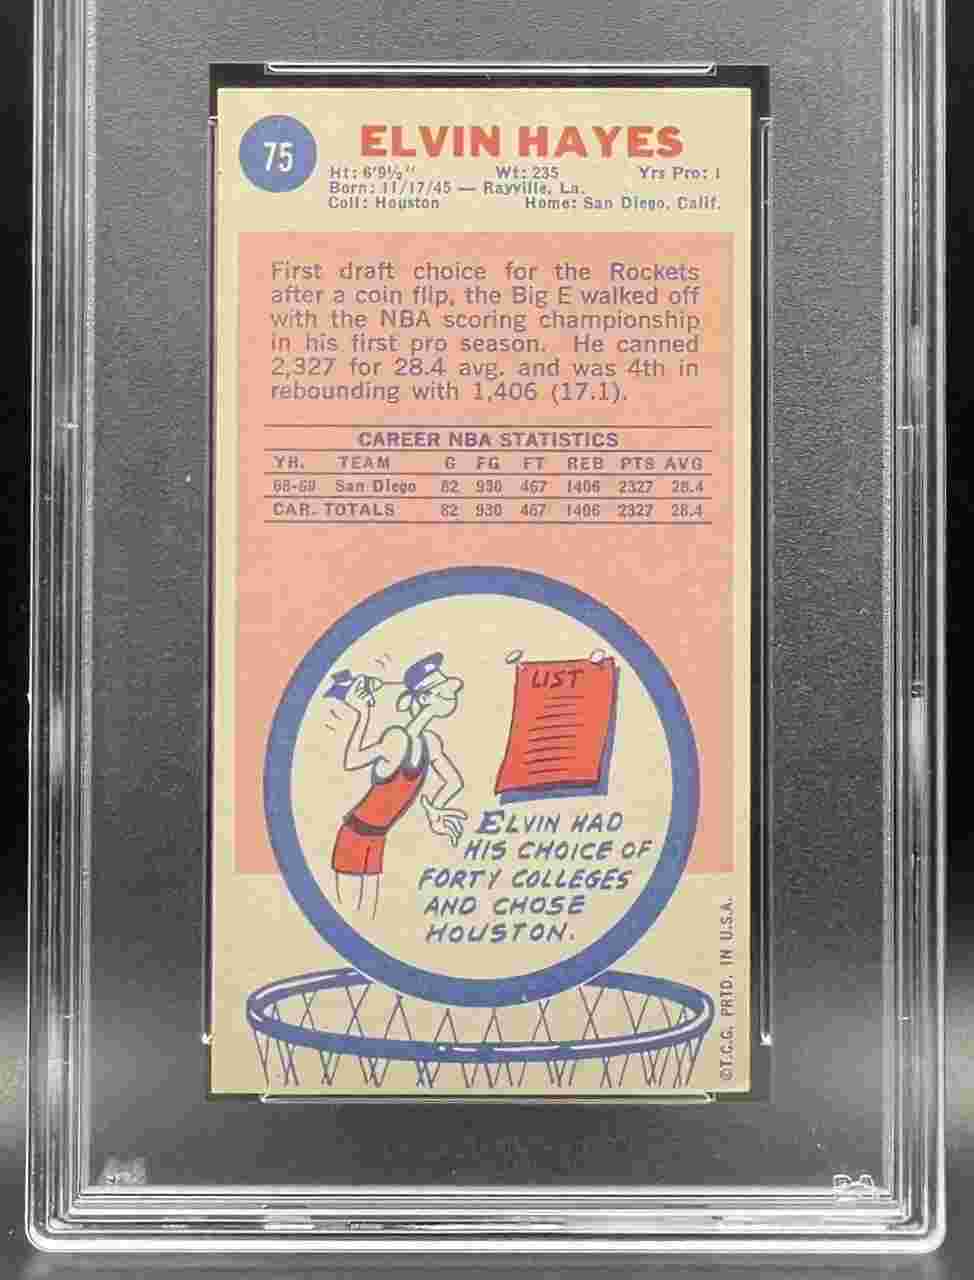 75
ELVIN HAYES
Ht: 6'9½" Wt: 235 Yrs Pro: 1
Born: 11/17/45 — Rayville, La.
Coll: Houston Home: San Diego, Calif.
First draft choice for the Rockets
after a coin flip, the Big E walked off
with the NBA scoring championship
in his first pro season. He canned
2,327 for 28.4 avg. and was 4th in
rebounding with 1,406 (17.1).
CAREER NBA STATISTICS
YR. TEAM G FG FT REB PTS AVG
68-69 San Diego 82 930 467 1406 2327 28.4
CAR. TOTALS 82 930 467 1406 2327 28.4
LIST
ELVIN HAD
HIS CHOICE OF
FORTY COLLEGES
AND CHOSE
HOUSTON.
©T.C.G. PRTD. IN U.S.A.